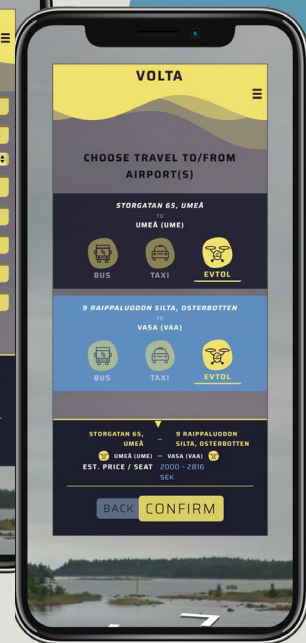 VOLTA
CHOOSE TRAVEL TO/FROM
AIRPORT(S)
STORGATAN 65, UMEÅ
TO
UMEÅ (UME)
BUS TAXI EVTOL
9 RAIPPALUODON SILTA, OSTERBOTTEN
TO
VASA (VAA)
BUS TAXI EVTOL
STORGATAN 65, – 9 RAIPPALUODON
UMEÅ SILTA, OSTERBOTTEN
UMEÅ (UME) – VASA (VAA)
EST. PRICE / SEAT 2000 - 2816
SEK
BACK CONFIRM